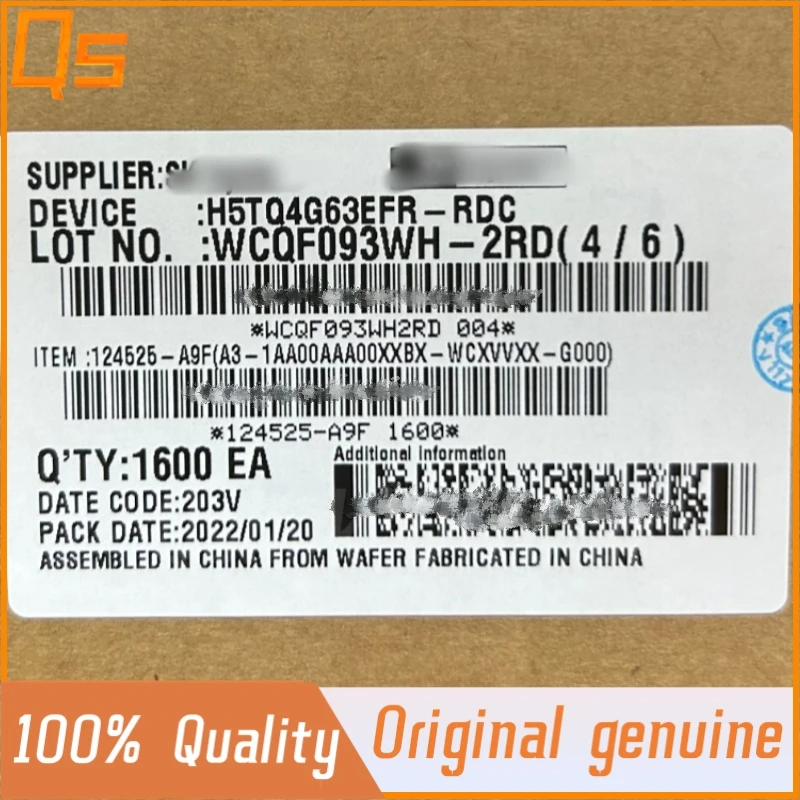 QS
SUPPLIER:
DEVICE :H5TQ4G63EFR-RDC
LOT NO. :WCQF093WH-2RD(4/6)
*WCQF093WH2RD 004*
ITEM :124525-A9F(A3-1AA00AAA00XXBX-WCXVVXX-G000)
*124525-A9F 1600*
Q'TY:1600 EA
Additional Information
DATE CODE:203V
PACK DATE:2022/01/20
ASSEMBLED IN CHINA FROM WAFER FABRICATED IN CHINA
100% Quality
Original genuine